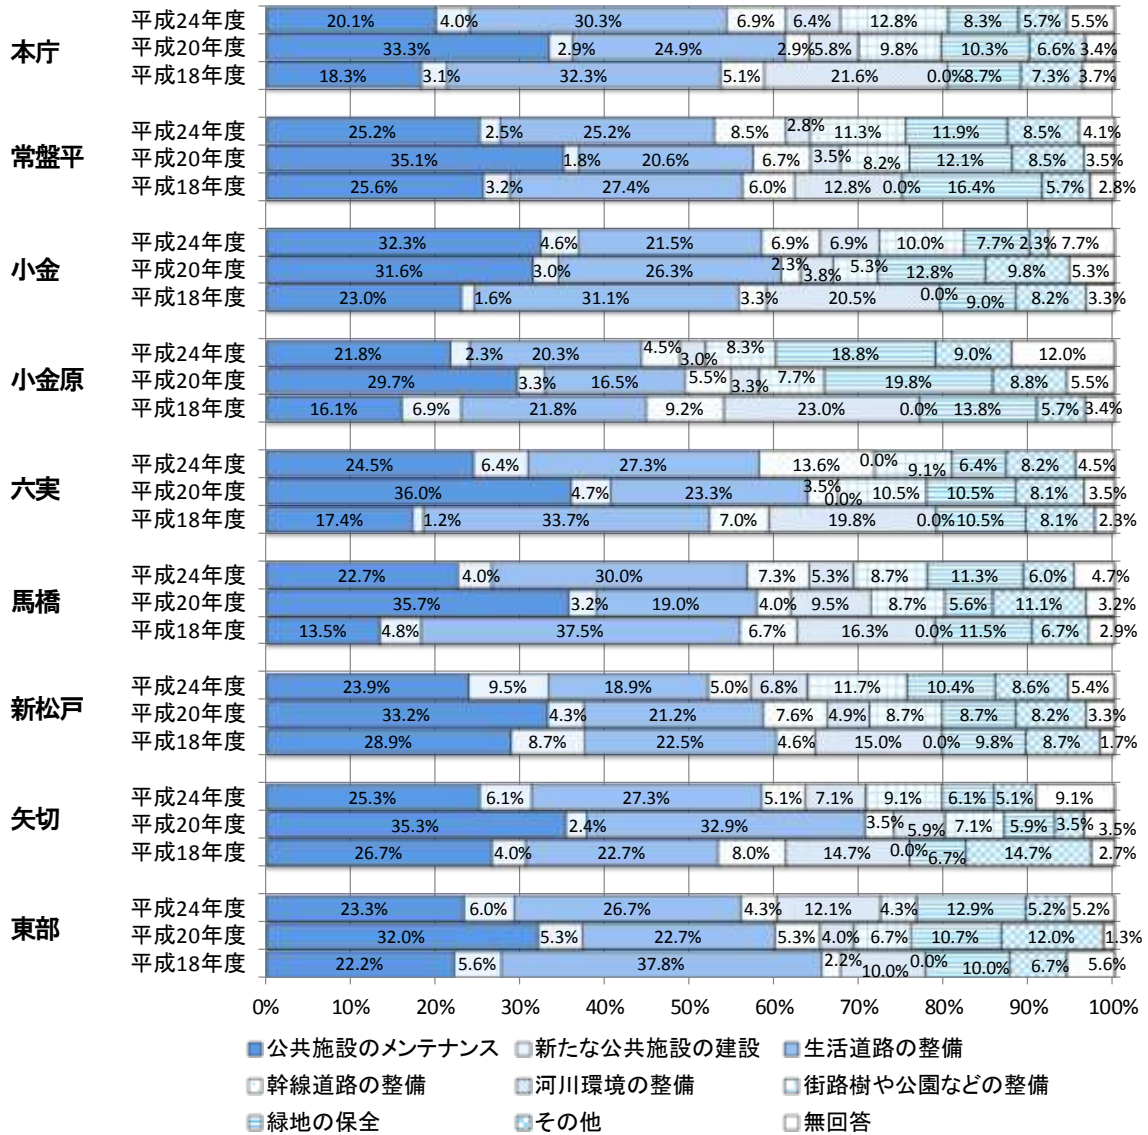 本庁
平成24年度 20.1% 4.0% 30.3% 6.9% 6.4% 12.8% 8.3% 5.7% 5.5%
平成20年度 33.3% 2.9% 24.9% 2.9% 5.8% 9.8% 10.3% 6.6% 3.4%
平成18年度 18.3% 3.1% 32.3% 5.1% 21.6% 0.0% 8.7% 7.3% 3.7%
常盤平
平成24年度 25.2% 2.5% 25.2% 8.5% 2.8% 11.3% 11.9% 8.5% 4.1%
平成20年度 35.1% 1.8% 20.6% 6.7% 3.5% 8.2% 12.1% 8.5% 3.5%
平成18年度 25.6% 3.2% 27.4% 6.0% 12.8% 0.0% 16.4% 5.7% 2.8%
小金
平成24年度 32.3% 4.6% 21.5% 6.9% 6.9% 10.0% 7.7% 2.3% 7.7%
平成20年度 31.6% 3.0% 26.3% 2.3% 3.8% 5.3% 12.8% 9.8% 5.3%
平成18年度 23.0% 1.6% 31.1% 3.3% 20.5% 0.0% 9.0% 8.2% 3.3%
小金原
平成24年度 21.8% 2.3% 20.3% 4.5% 3.0% 8.3% 18.8% 9.0% 12.0%
平成20年度 29.7% 3.3% 16.5% 5.5% 3.3% 7.7% 19.8% 8.8% 5.5%
平成18年度 16.1% 6.9% 21.8% 9.2% 23.0% 0.0% 13.8% 5.7% 3.4%
六実
平成24年度 24.5% 6.4% 27.3% 13.6% 0.0% 9.1% 6.4% 8.2% 4.5%
平成20年度 36.0% 4.7% 23.3% 3.5% 0.0% 10.5% 10.5% 8.1% 3.5%
平成18年度 17.4% 1.2% 33.7% 7.0% 19.8% 0.0% 10.5% 8.1% 2.3%
馬橋
平成24年度 22.7% 4.0% 30.0% 7.3% 5.3% 8.7% 11.3% 6.0% 4.7%
平成20年度 35.7% 3.2% 19.0% 4.0% 9.5% 8.7% 5.6% 11.1% 3.2%
平成18年度 13.5% 4.8% 37.5% 6.7% 16.3% 0.0% 11.5% 6.7% 2.9%
新松戸
平成24年度 23.9% 9.5% 18.9% 5.0% 6.8% 11.7% 10.4% 8.6% 5.4%
平成20年度 33.2% 4.3% 21.2% 7.6% 4.9% 8.7% 8.7% 8.2% 3.3%
平成18年度 28.9% 8.7% 22.5% 4.6% 15.0% 0.0% 9.8% 8.7% 1.7%
矢切
平成24年度 25.3% 6.1% 27.3% 5.1% 7.1% 9.1% 6.1% 5.1% 9.1%
平成20年度 35.3% 2.4% 32.9% 3.5% 5.9% 7.1% 5.9% 3.5% 3.5%
平成18年度 26.7% 4.0% 22.7% 8.0% 14.7% 0.0% 6.7% 14.7% 2.7%
東部
平成24年度 23.3% 6.0% 26.7% 4.3% 12.1% 4.3% 12.9% 5.2% 5.2%
平成20年度 32.0% 5.3% 22.7% 5.3% 4.0% 6.7% 10.7% 12.0% 1.3%
平成18年度 22.2% 5.6% 37.8% 2.2% 10.0% 0.0% 10.0% 6.7% 5.6%
0% 10% 20% 30% 40% 50% 60% 70% 80% 90% 100%
公共施設のメンテナンス 新たな公共施設の建設 生活道路の整備
幹線道路の整備 河川環境の整備 街路樹や公園などの整備
緑地の保全 その他 無回答